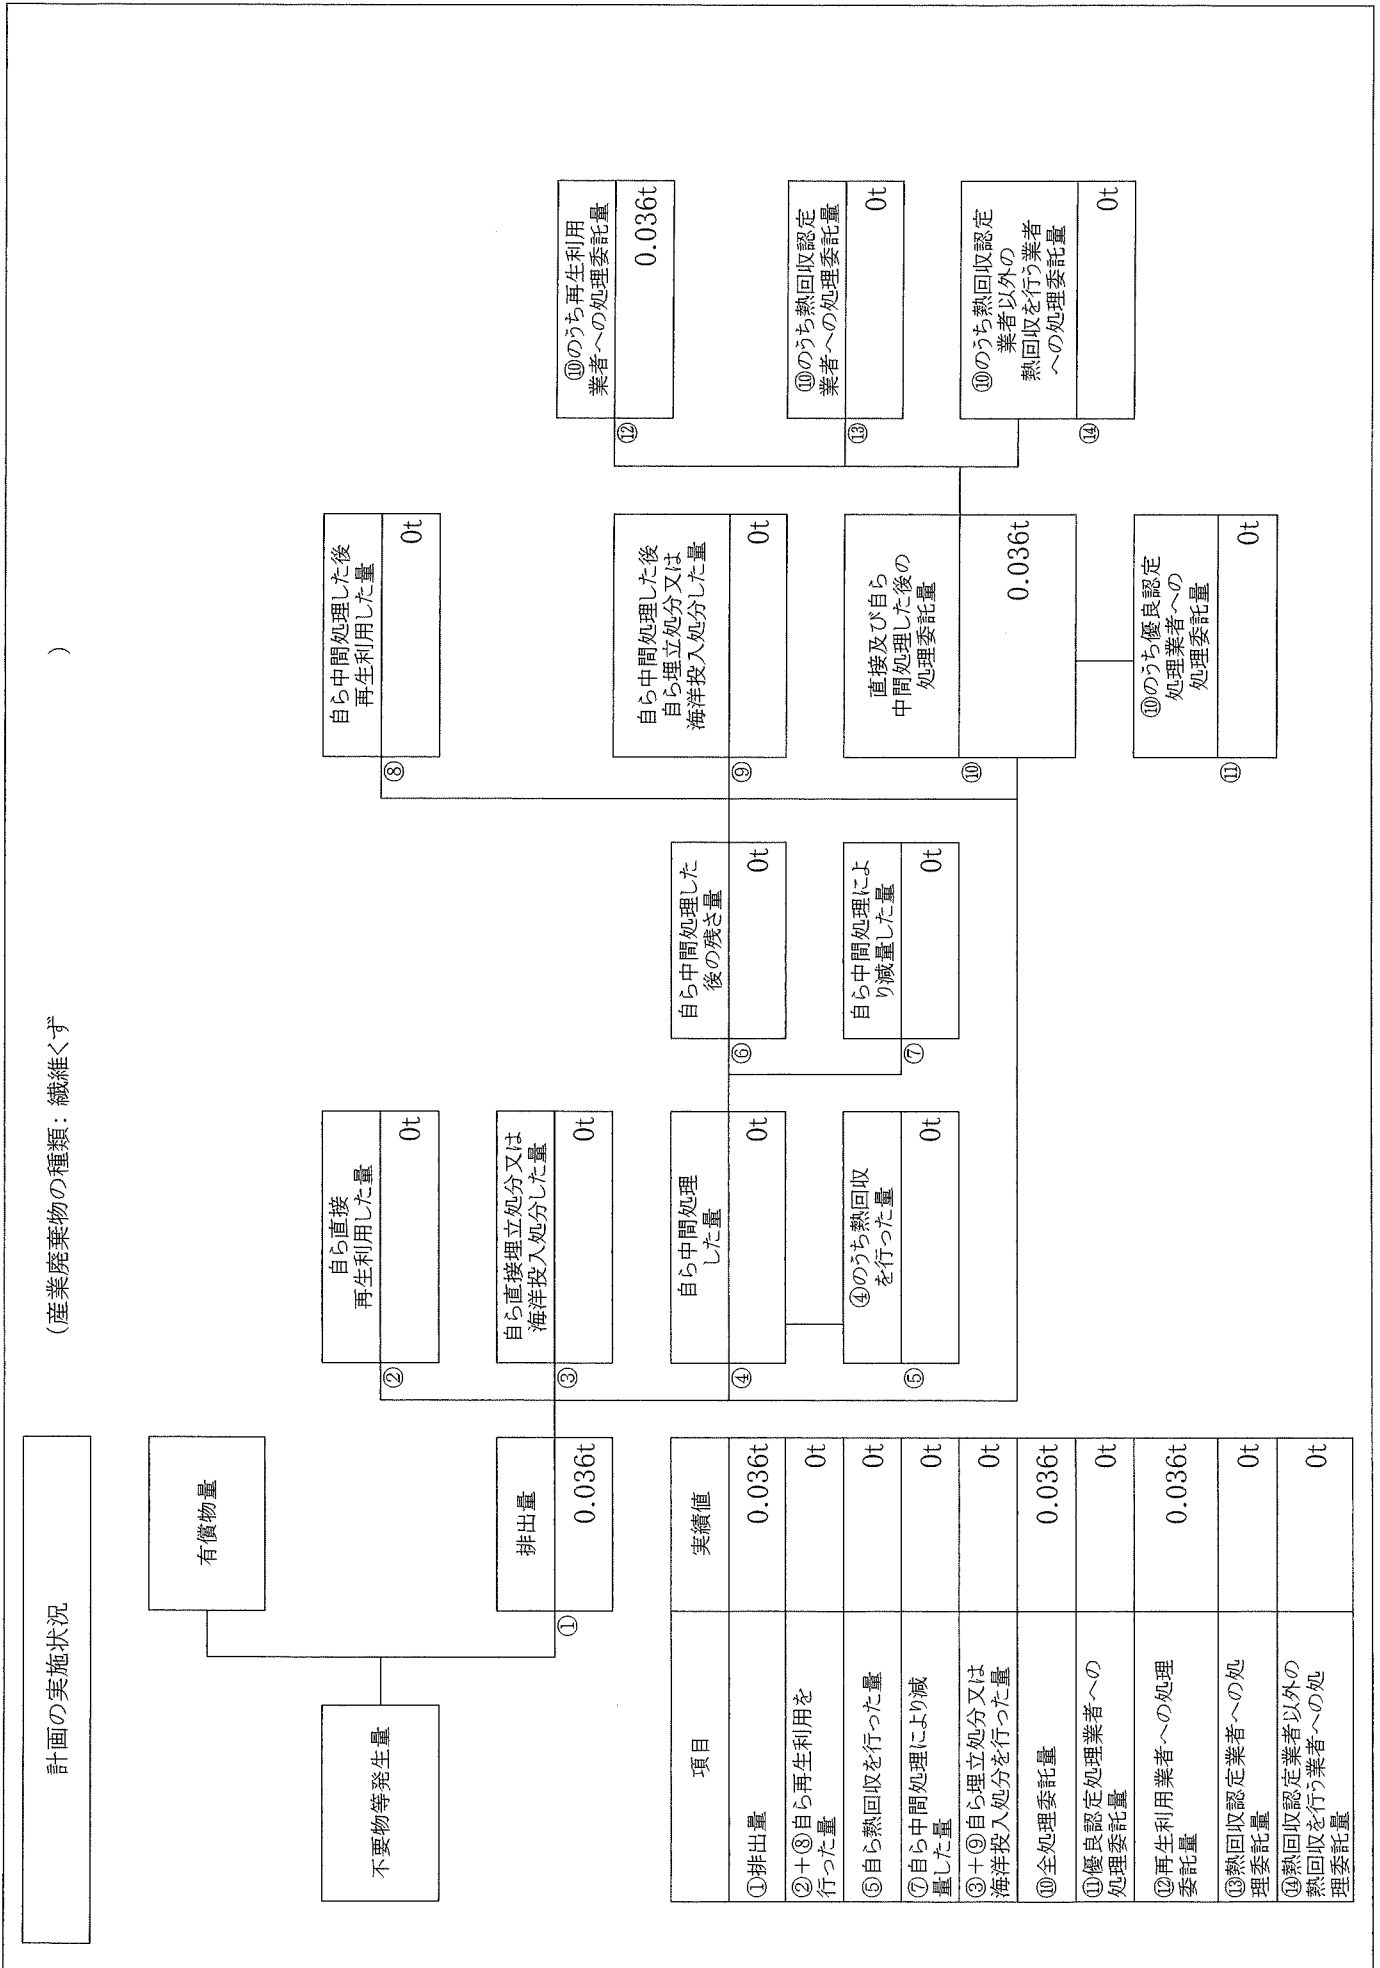 計画の実施状況
(産業廃棄物の種類: 繊維くず
)
有償物量
不要物等発生量
排出量
①
0.036t
自ら直接
再生利用した量
②
0t
自ら直接埋立処分又は
海洋投入処分した量
③
0t
自ら中間処理
した量
④
0t
④のうち熱回収
を行った量
⑤
0t
自ら中間処理した
後の残さ量
⑥
0t
自ら中間処理によ
り減量した量
⑦
0t
自ら中間処理した後
再生利用した量
⑧
0t
自ら中間処理した後
自ら埋立処分又は
海洋投入処分した量
⑨
0t
直接及び自ら
中間処理した後の
処理委託量
⑩
0.036t
⑩のうち優良認定
処理業者への
処理委託量
⑪
0t
⑩のうち再生利用
業者への処理委託量
⑫
0.036t
⑩のうち熱回収認定
業者への処理委託量
⑬
0t
⑩のうち熱回収認定
業者以外の
熱回収を行う業者
への処理委託量
⑭
0t
項目 実績値
①排出量 0.036t
②+⑧自ら再生利用を
行った量 0t
⑤自ら熱回収を行った量 0t
⑦自ら中間処理により減
量した量 0t
③+⑨自ら埋立処分又は
海洋投入処分を行った量 0t
⑩全処理委託量 0.036t
⑪優良認定処理業者への
処理委託量 0t
⑫再生利用業者への処理
委託量 0.036t
⑬熱回収認定業者への処
理委託量 0t
⑭熱回収認定業者以外の
熱回収を行う業者への処
理委託量 0t